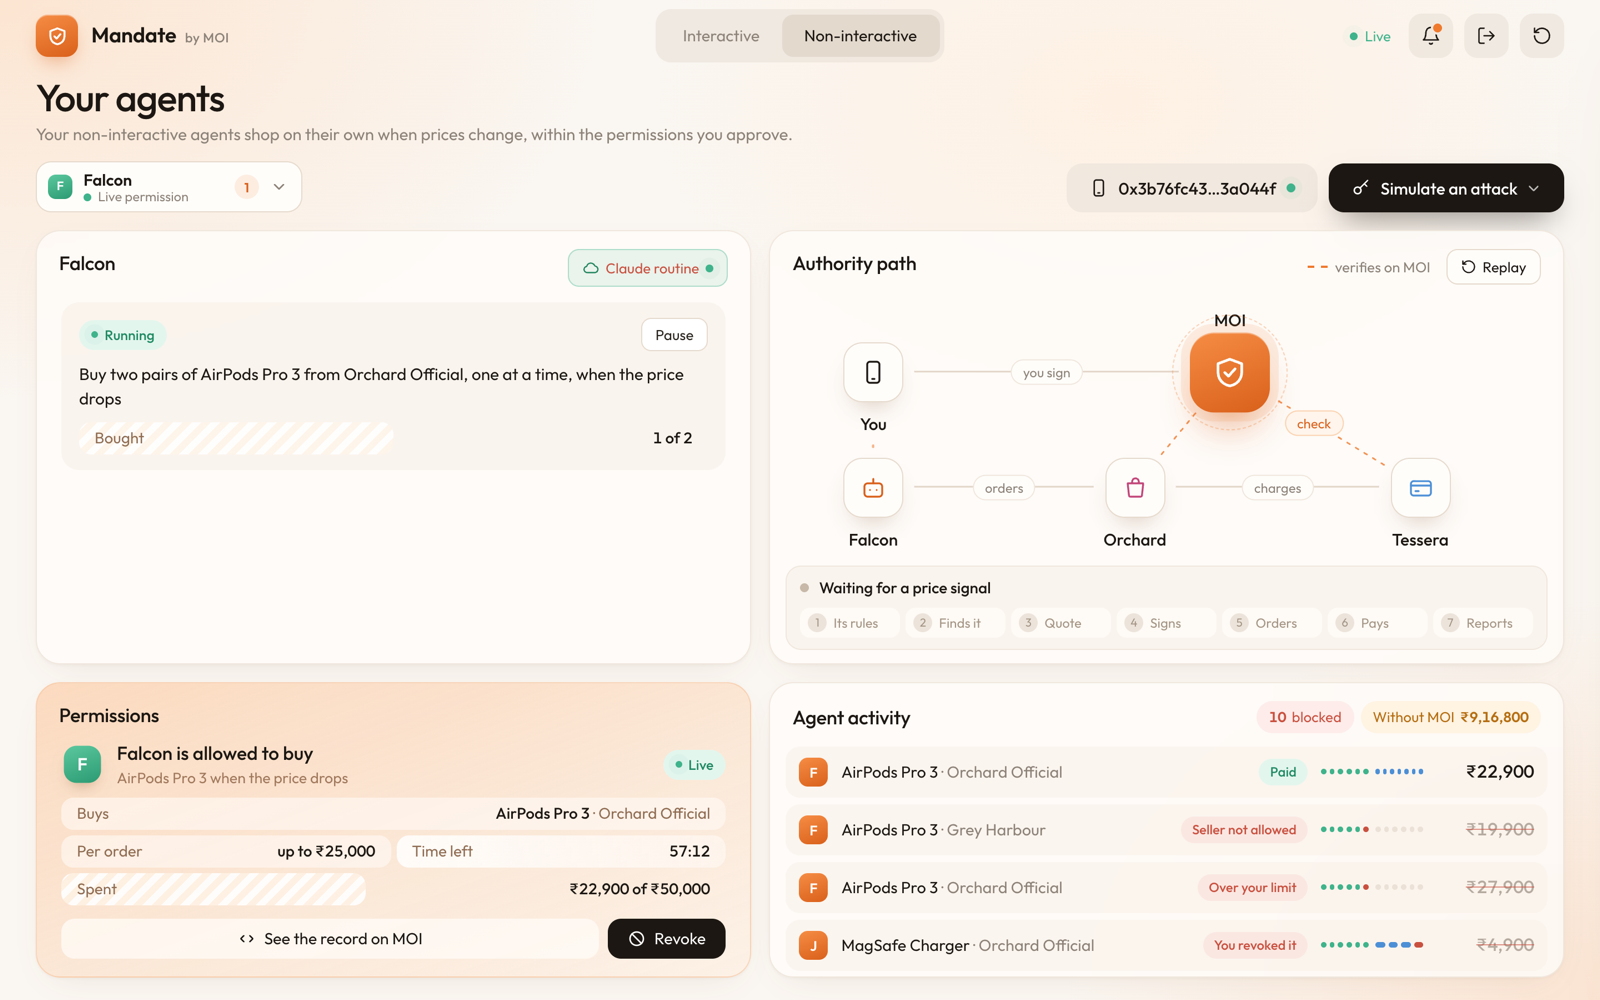 Mandate by MOI
Interactive
Non-interactive
Live
Your agents
Your non-interactive agents shop on their own when prices change, within the permissions you approve.
F
Falcon
Live permission
1
0x3b76fc43...3a044f
Simulate an attack
Falcon
Claude routine
Running
Pause
Buy two pairs of AirPods Pro 3 from Orchard Official, one at a time, when the price
drops
Bought
1 of 2
Authority path
verifies on MOI
Replay
MOI
you sign
You
check
orders
charges
Falcon
Orchard
Tessera
Waiting for a price signal
1 Its rules
2 Finds it
3 Quote
4 Signs
5 Orders
6 Pays
7 Reports
Permissions
F
Falcon is allowed to buy
AirPods Pro 3 when the price drops
Live
Buys
AirPods Pro 3 · Orchard Official
Per order
up to ₹25,000
Time left
57:12
Spent
₹22,900 of ₹50,000
See the record on MOI
Revoke
Agent activity
10 blocked
Without MOI ₹9,16,800
F AirPods Pro 3 · Orchard Official Paid ₹22,900
F AirPods Pro 3 · Grey Harbour Seller not allowed ₹19,900
F AirPods Pro 3 · Orchard Official Over your limit ₹27,900
J MagSafe Charger · Orchard Official You revoked it ₹4,900